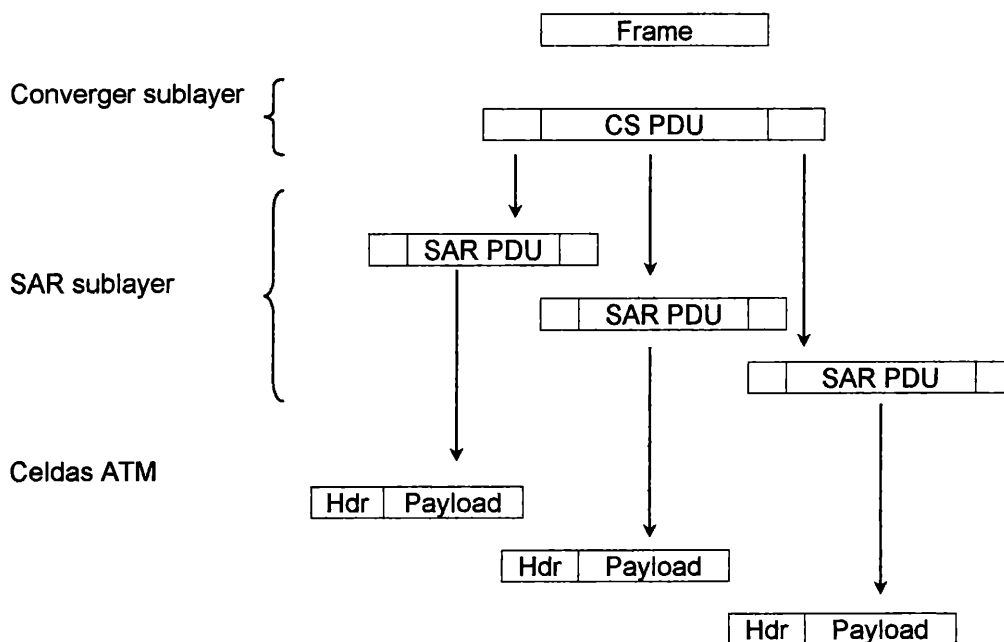 Frame
Converger sublayer
CS PDU
SAR PDU
SAR sublayer
SAR PDU
SAR PDU
Celdas ATM
Hdr Payload
Hdr Payload
Hdr Payload